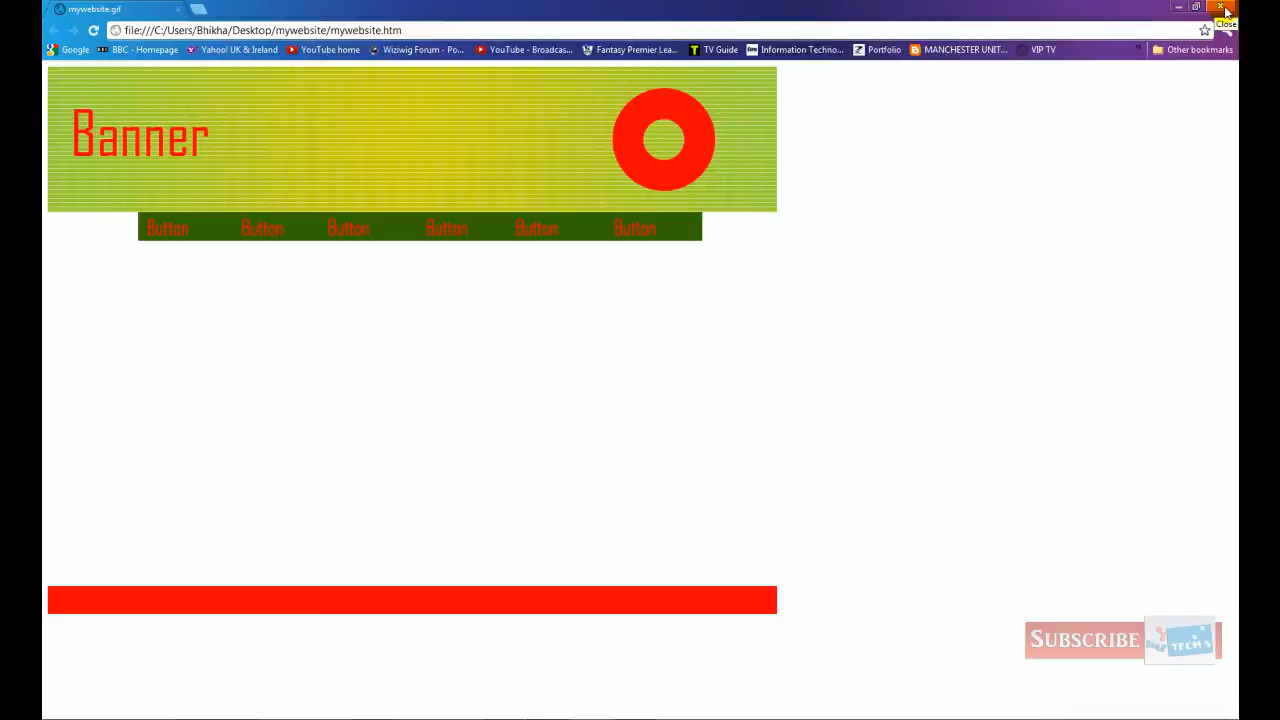 mywebsite.gif
Close
file:///C:/Users/Bhikha/Desktop/mywebsite/mywebsite.htm
Google BBC - Homepage Yahoo! UK & Ireland YouTube home Wiziwig Forum - Po... YouTube - Broadcas... Fantasy Premier Lea... TV Guide Information Techno... Portfolio MANCHESTER UNIT... VIP TV » Other bookmarks
Banner
Button Button Button Button Button Button
SUBSCRIBE
TECHS